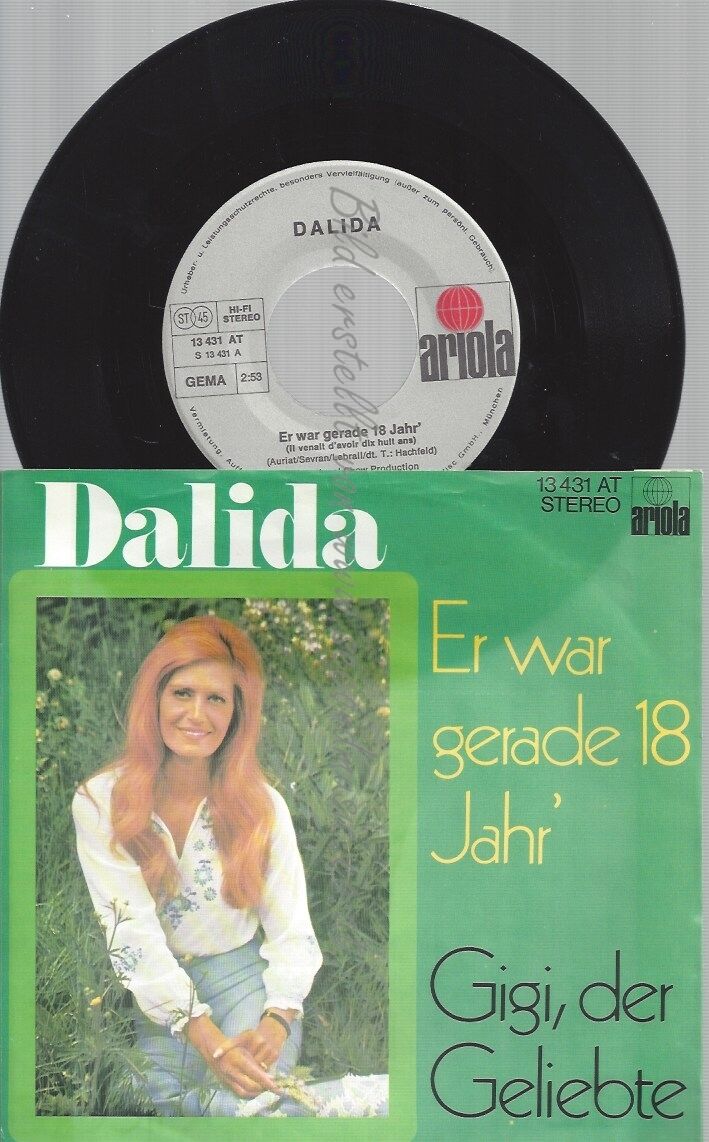 Urheber- u. Leistungsschutzrechte, besonders Vervielfältigung (außer zum persönl. Gebrauch),
DALIDA
ST 45
HI-FI
STEREO
13 431 AT
S 13 431 A
GEMA 2:53
ariola
Er war gerade 18 Jahr'
(Il venait d'avoir dix huit ans)
(Auriat/Sevran/Lebrail/dt. T.: Hachfeld)
Production
Vermietung,
München
Dalida
13 431 AT
STEREO
ariola
Er war
gerade 18
Jahr'
Gigi, der
Geliebte